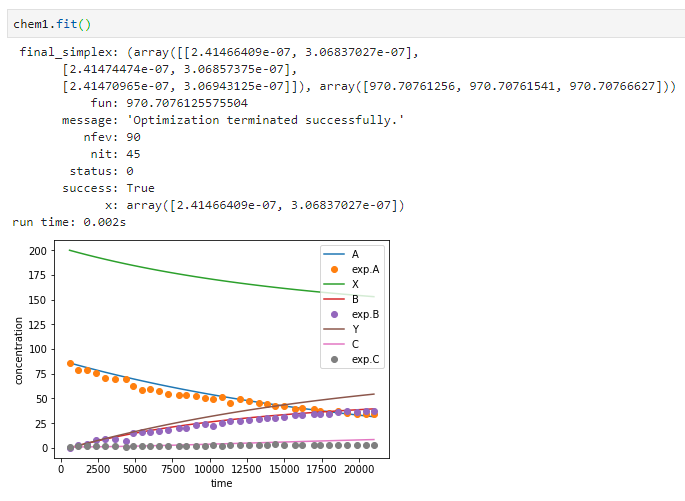 chem1.fit()
final_simplex: (array([[2.41466409e-07, 3.06837027e-07],
[2.41474474e-07, 3.06857375e-07],
[2.41470965e-07, 3.06943125e-07]]), array([970.70761256, 970.70761541, 970.70766627]))
fun: 970.7076125575504
message: 'Optimization terminated successfully.'
nfev: 90
nit: 45
status: 0
success: True
x: array([2.41466409e-07, 3.06837027e-07])
run time: 0.002s
200
175
150
125
100
75
50
25
0
concentration
A
exp.A
X
B
exp.B
Y
C
exp.C
0 2500 5000 7500 10000 12500 15000 17500 20000
time